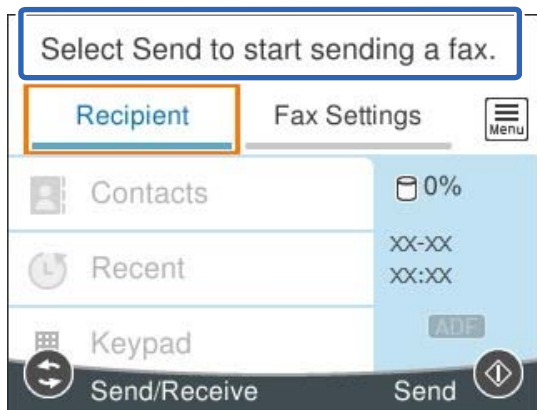 Select Send to start sending a fax.
Recipient Fax Settings Menu
Contacts 0%
XX-XX
Recent XX:XX
ADF
Keypad
Send/Receive Send